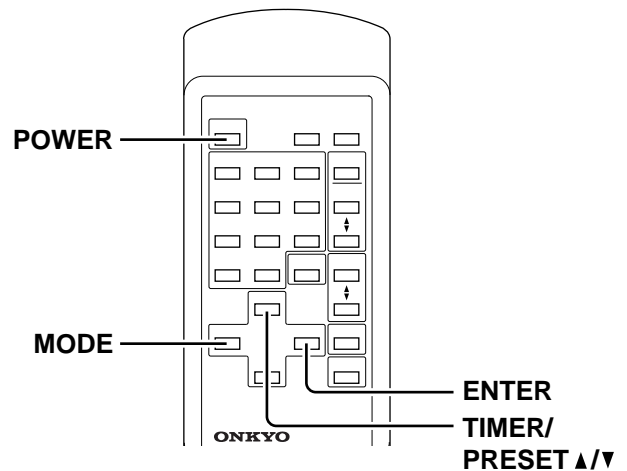 POWER
MODE
ENTER
TIMER/
PRESET ▲/▼
ONKYO